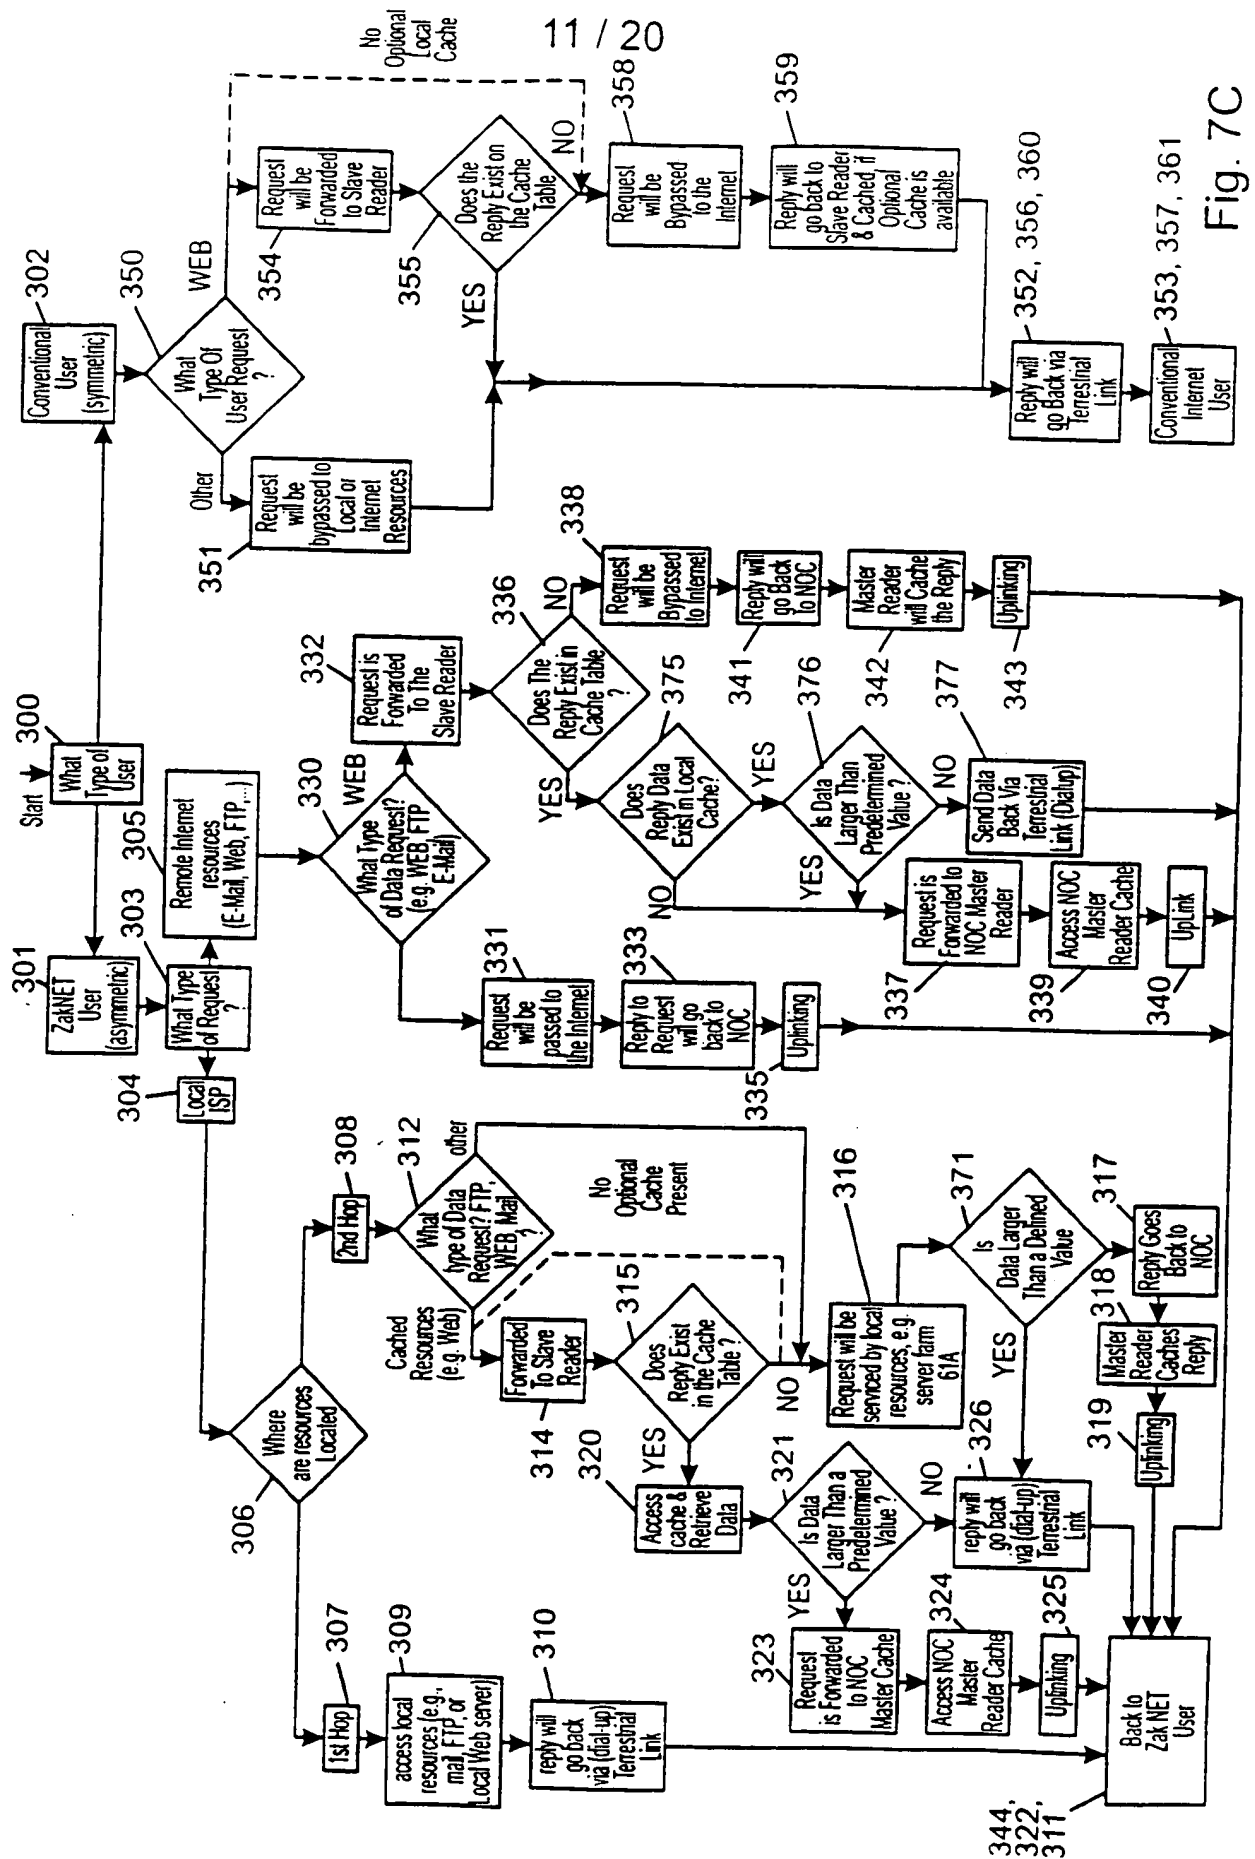 11 / 20
Start
300
What
Type of
User
302
Conventional
User
(symmetric)
350
What
Type Of
User Request
?
WEB
No
Optional
Local
Cache
354
Request
will be
Forwarded
to Slave
Reader
355
Does the
Reply Exist on
the Cache
Table
NO
YES
358
Request
will be
Bypassed
to the
Internet
359
Reply will
go back to
Slave Reader
& Cached, if
Optional
Cache is
available
Other
351
Request
will be
bypassed to
Local or
Internet
Resources
352, 356, 360
Reply will
go Back via
Terrestrial
Link
353, 357, 361
Conventional
Internet
User
301
ZakNET
User
(asymmetric)
303
What Type
of Request
?
305
Remote Internet
resources
(E-Mail, Web, FTP,...)
304
Local
ISP
330
What Type
of Data Request?
(e.g. WEB, FTP
E-Mail)
WEB
332
Request is
Forwarded
To The
Slave Reader
336
Does The
Reply Exist in
Cache Table
?
NO
YES
338
Request
will be
Bypassed
to Internet
341
Reply will
go Back
to NOC
342
Master
Reader
will Cache
the Reply
343
Uplinking
375
Does
Reply Data
Exist in Local
Cache?
YES
NO
376
Is Data
Larger Than
Predetermined
Value ?
YES
NO
377
Send Data
Back Via
Terrestrial
Link (Dialup)
337
Request is
Forwarded to
NOC Master
Reader
339
Access NOC
Master
Reader Cache
340
UpLink
331
Request
will be
passed to
the Internet
333
Reply to
Request
will go
back to
NOC
335
Uplinking
306
Where
are resources
Located
308
2nd Hop
312
What
type of Data
Request? FTP,
WEB, Mail
?
other
Cached
Resources
(e.g. Web)
No
Optional
Cache
Present
314
Forwarded
To Slave
Reader
315
Does
Reply Exist
in the Cache
Table ?
YES
NO
316
Request will be
serviced by local
resources, e.g.
server farm
61A
371
Is
Data Larger
Than a Defined
Value
YES
317
Reply Goes
Back to
NOC
318
Master
Reader
Caches
Reply
319
Uplinking
320
Access
cache &
Retrieve
Data
321
Is Data
Larger Than a
Predetermined
Value ?
YES
NO
326
reply will
go back
via (dial-up)
Terrestrial
Link
323
Request
is Forwarded
to NOC
Master Cache
324
Access NOC
Master
Reader Cache
325
Uplinking
307
1st Hop
309
access local
resources (e.g.,
mail, FTP, or
Local Web server)
310
reply will
go back
via (dial-up)
Terrestrial
Link
344,
322,
311
Back to
Zak NET
User
Fig. 7C